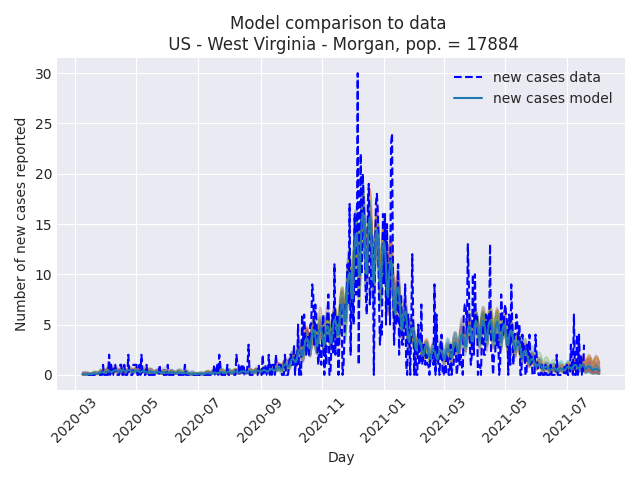 Model comparison to data
US - West Virginia - Morgan, pop. = 17884
new cases data
new cases model
Number of new cases reported
30
25
20
15
10
5
0
2020-03
2020-05
2020-07
2020-09
2020-11
2021-01
2021-03
2021-05
2021-07
Day